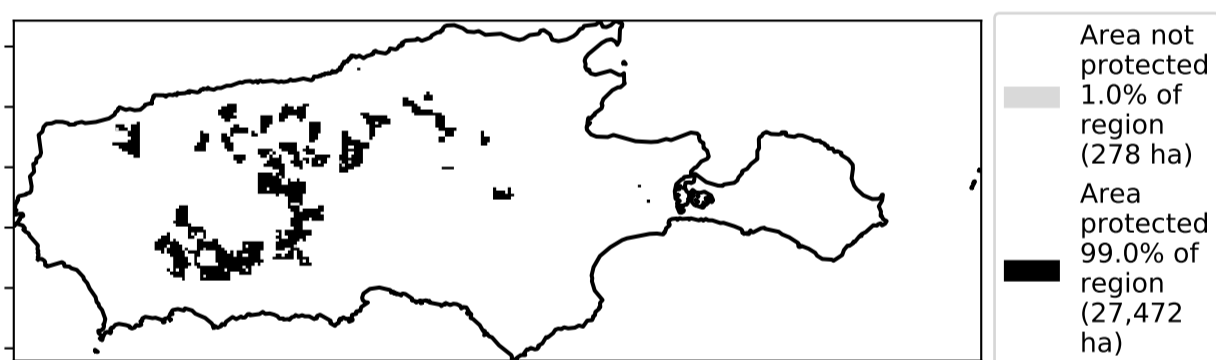 Area not
protected
1.0% of
region
(278 ha)
Area
protected
99.0% of
region
(27,472
ha)